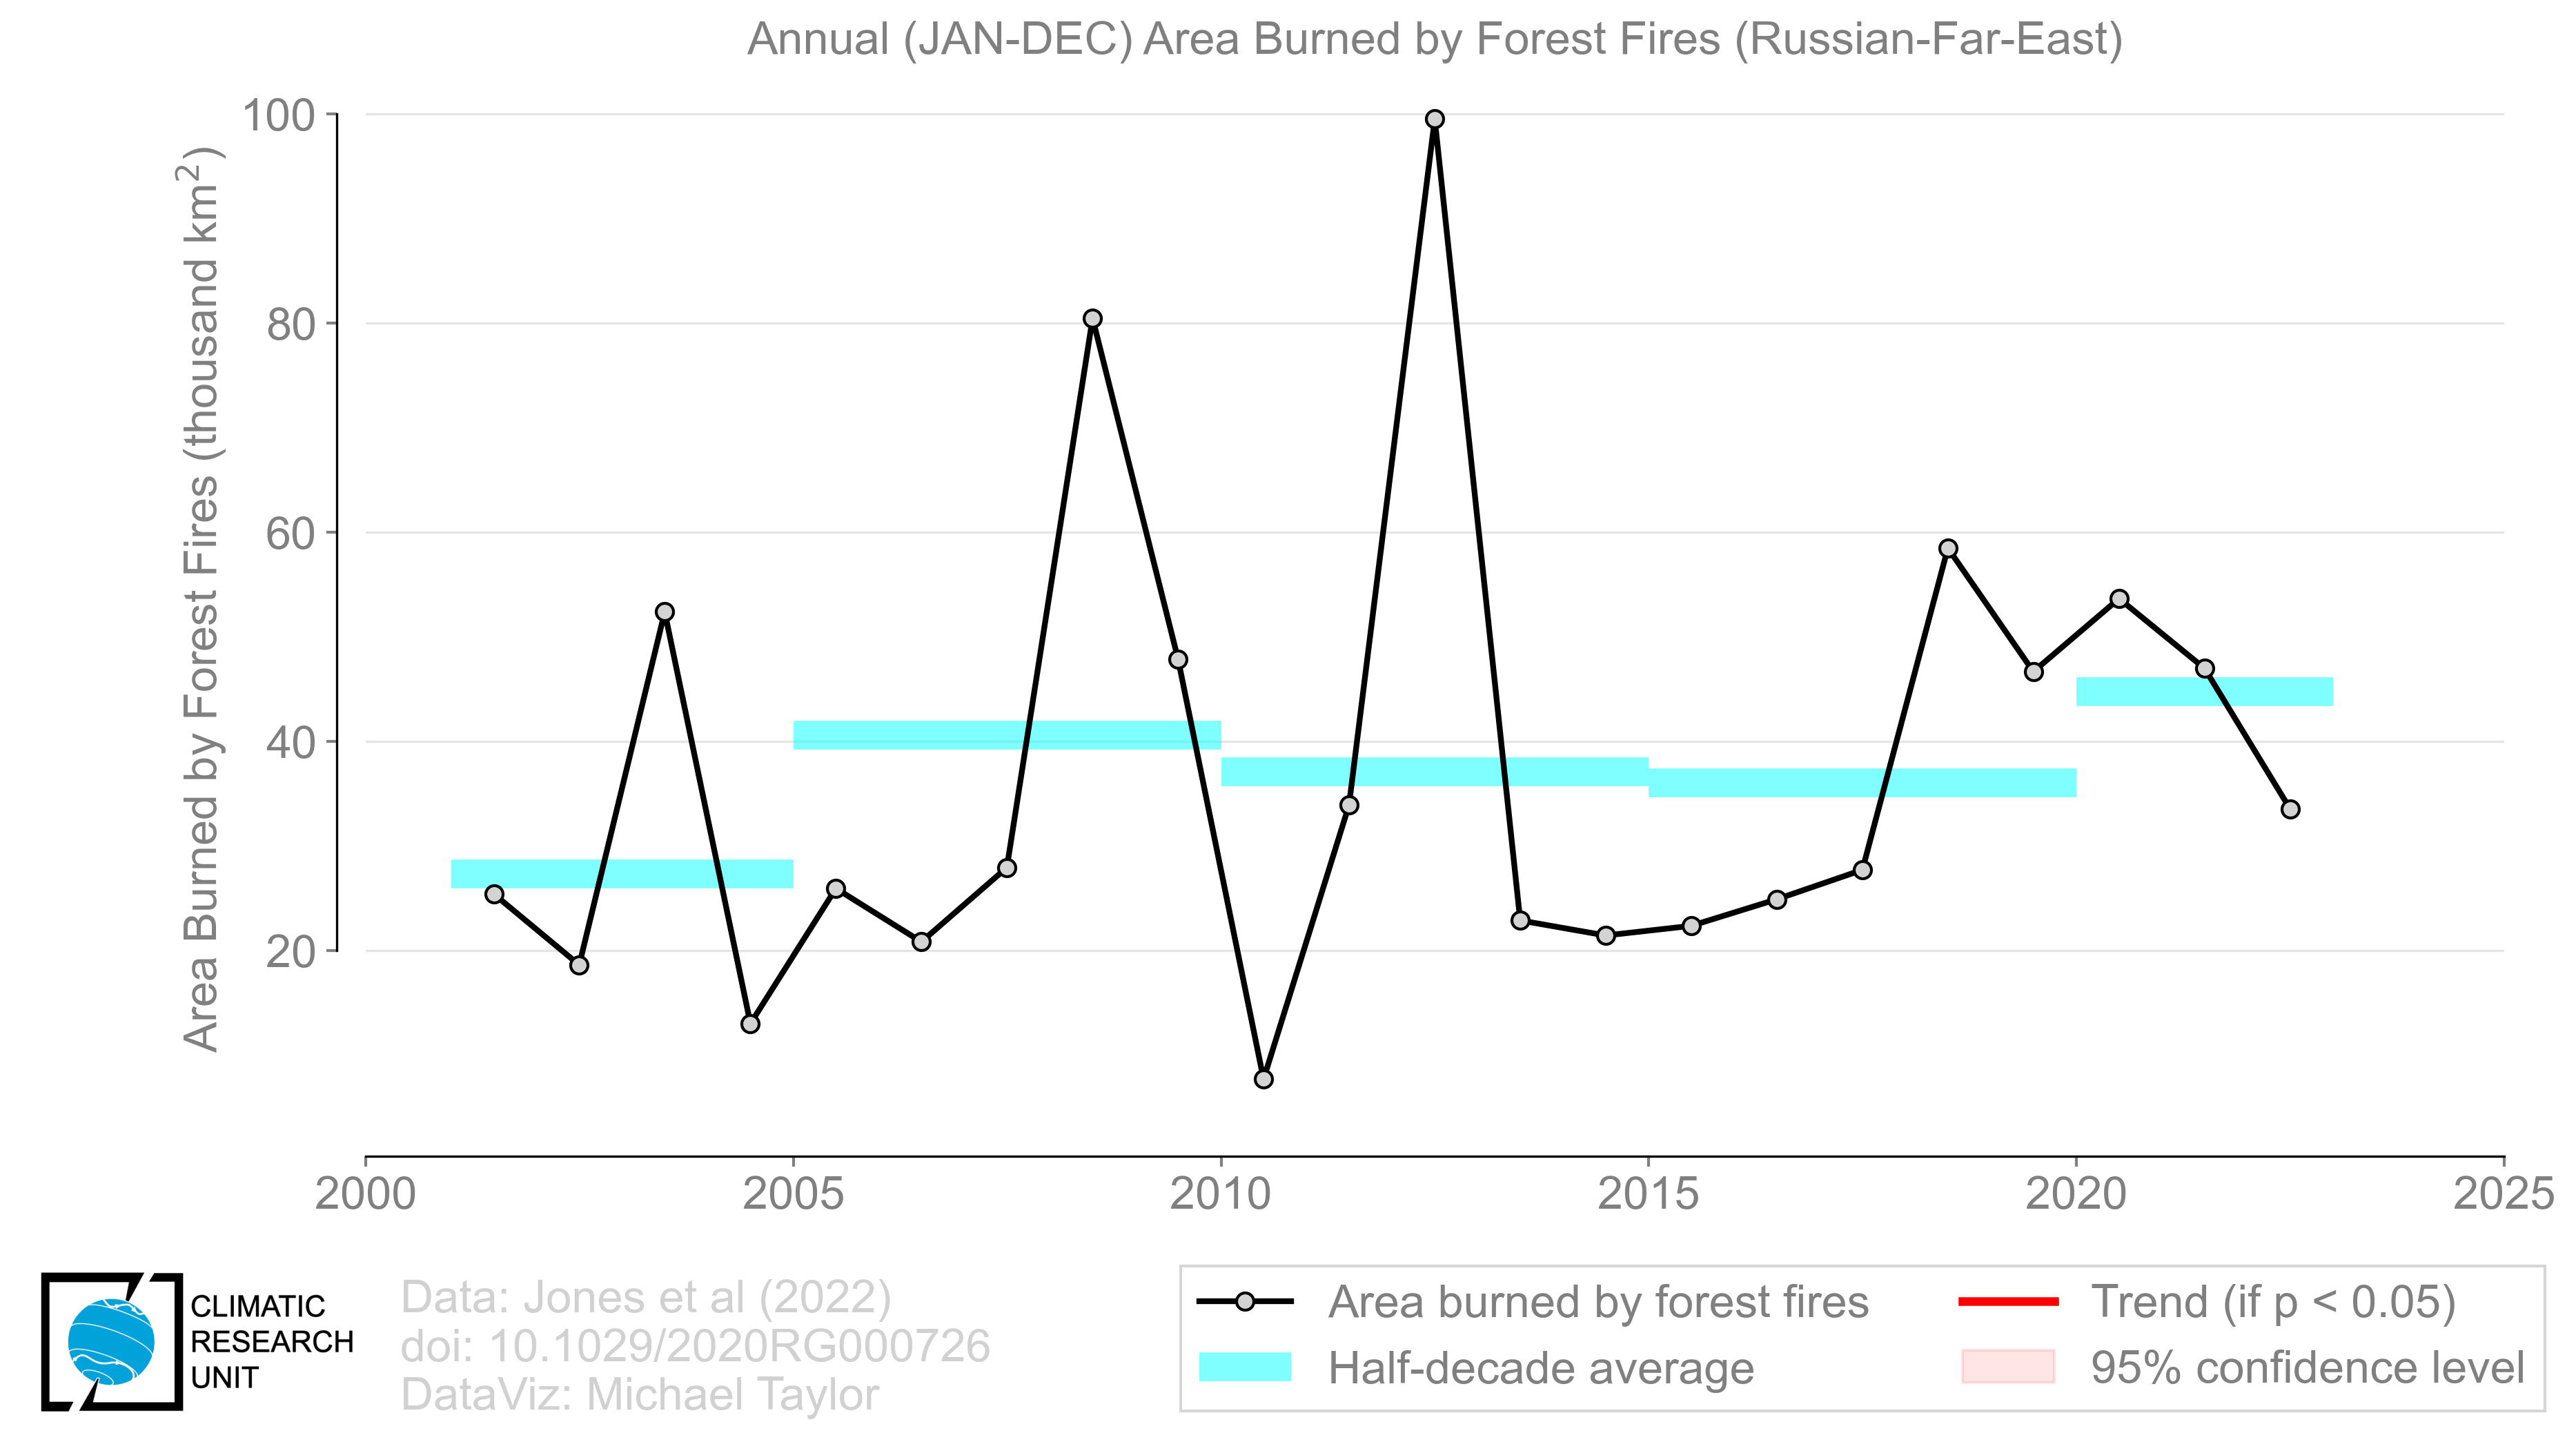 Annual (JAN-DEC) Area Burned by Forest Fires (Russian-Far-East)
Area Burned by Forest Fires (thousand km²)
100
80
60
40
20
2000
2005
2010
2015
2020
2025
CLIMATIC
RESEARCH
UNIT
Data: Jones et al (2022)
doi: 10.1029/2020RG000726
DataViz: Michael Taylor
Area burned by forest fires
Half-decade average
Trend (if p < 0.05)
95% confidence level